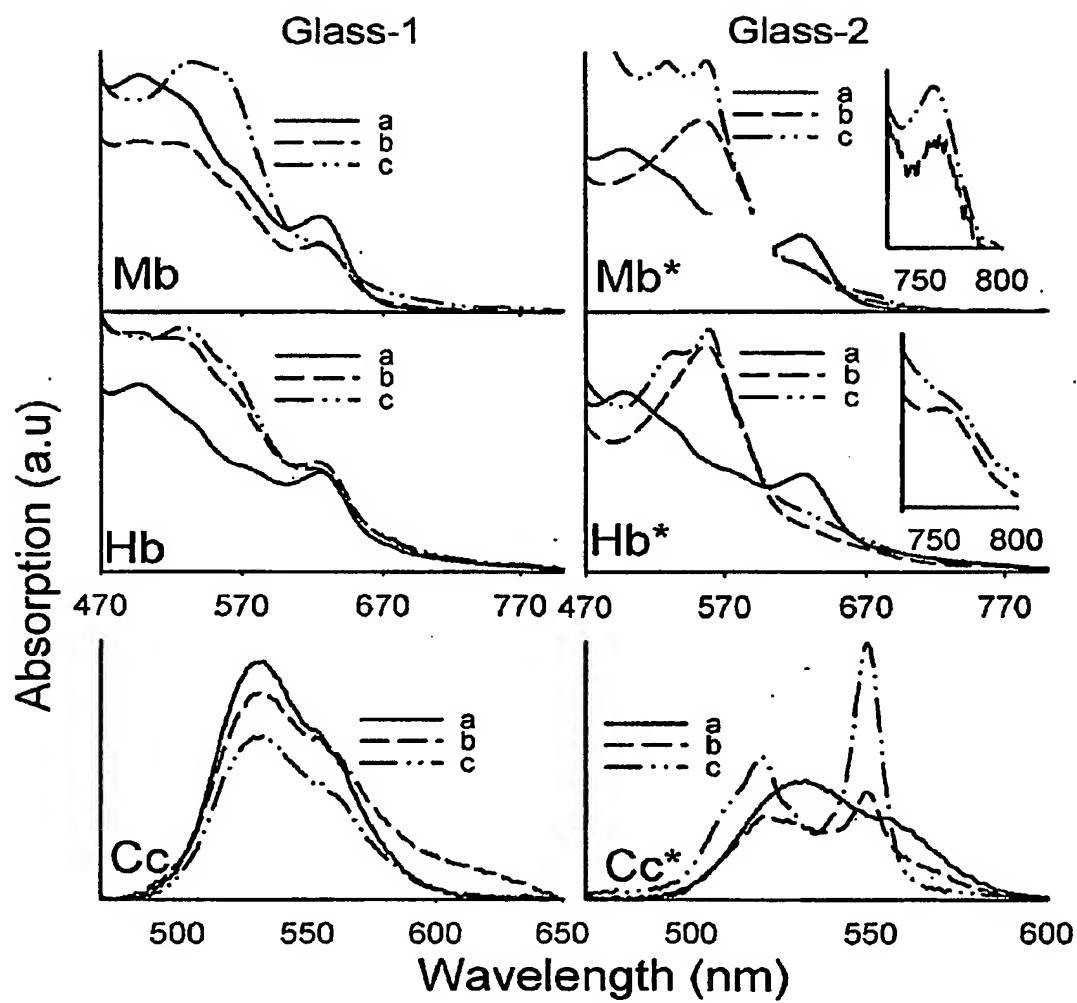 Glass-1
Glass-2
a
b
c
Mb
a
b
c
Mb*
750 800
a
b
c
Hb
a
b
c
Hb*
750 800
470 570 670 770
470 570 670 770
a
b
c
Cc
a
b
c
Cc*
500 550 600 650
500 550 600
Absorption (a.u)
Wavelength (nm)